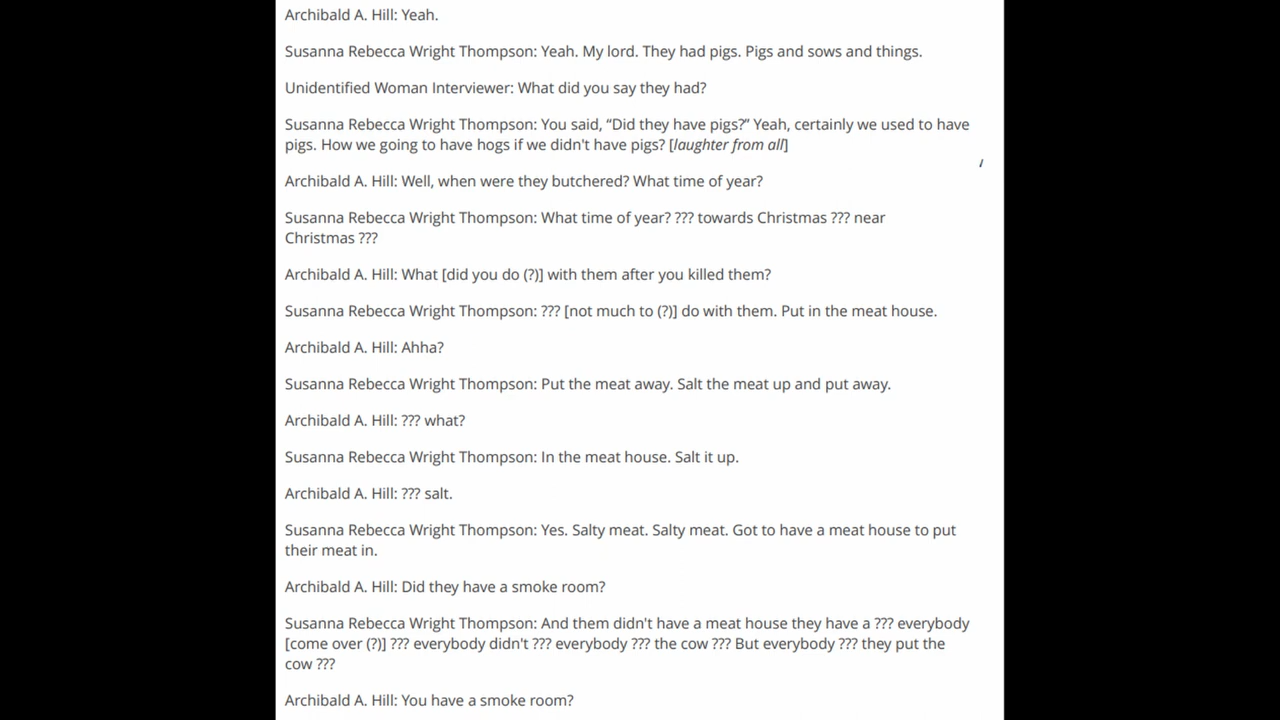 Archibald A. Hill: Yeah.
Susanna Rebecca Wright Thompson: Yeah. My lord. They had pigs. Pigs and sows and things.
Unidentified Woman Interviewer: What did you say they had?
Susanna Rebecca Wright Thompson: You said, “Did they have pigs?” Yeah, certainly we used to have
pigs. How we going to have hogs if we didn't have pigs? [laughter from all]
Archibald A. Hill: Well, when were they butchered? What time of year?
Susanna Rebecca Wright Thompson: What time of year? ??? towards Christmas ??? near
Christmas ???
Archibald A. Hill: What [did you do (?)] with them after you killed them?
Susanna Rebecca Wright Thompson: ??? [not much to (?)] do with them. Put in the meat house.
Archibald A. Hill: Ahha?
Susanna Rebecca Wright Thompson: Put the meat away. Salt the meat up and put away.
Archibald A. Hill: ??? what?
Susanna Rebecca Wright Thompson: In the meat house. Salt it up.
Archibald A. Hill: ??? salt.
Susanna Rebecca Wright Thompson: Yes. Salty meat. Salty meat. Got to have a meat house to put
their meat in.
Archibald A. Hill: Did they have a smoke room?
Susanna Rebecca Wright Thompson: And them didn't have a meat house they have a ??? everybody
[come over (?)] ??? everybody didn't ??? everybody ??? the cow ??? But everybody ??? they put the
cow ???
Archibald A. Hill: You have a smoke room?